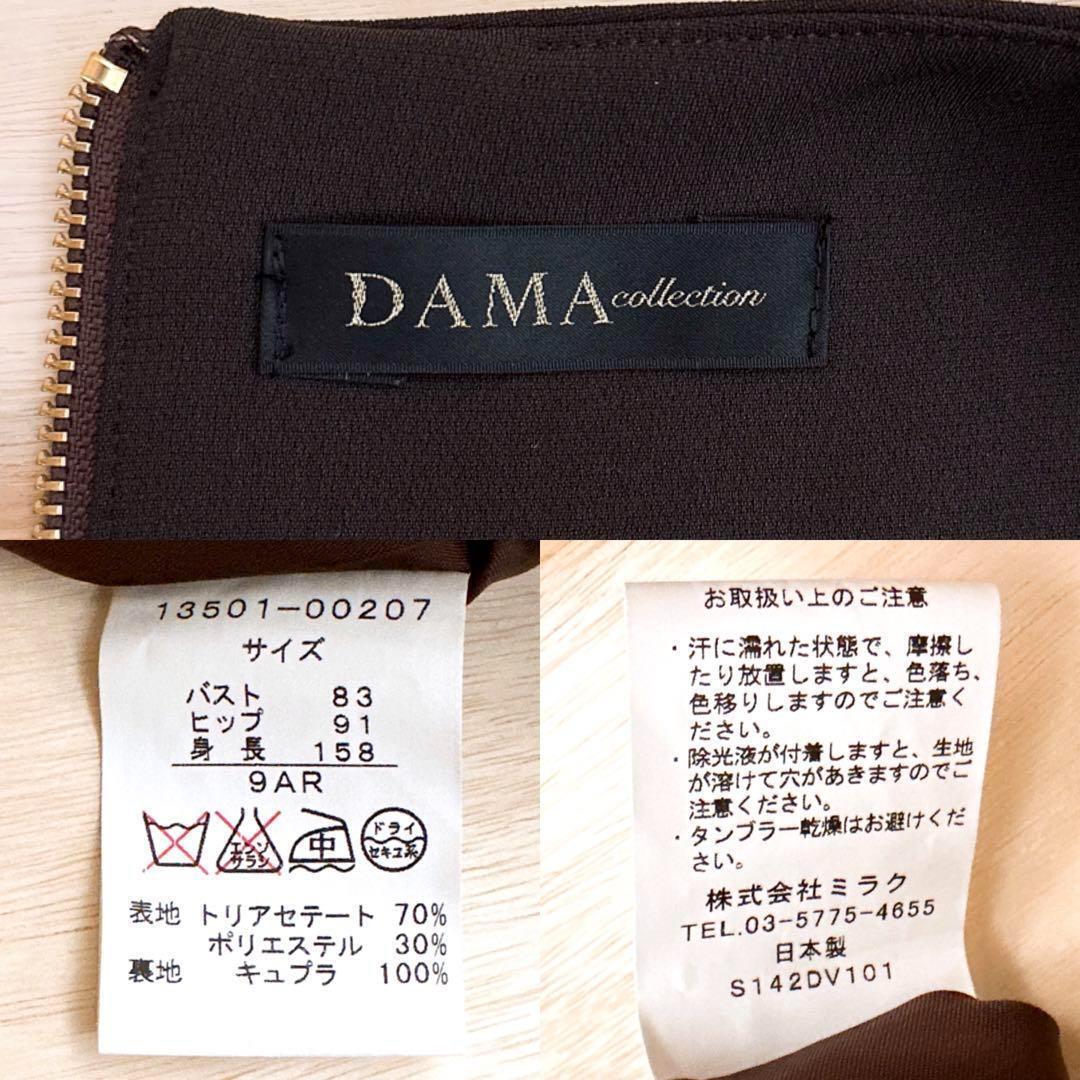 DAMA collection
13501-00207
サイズ
バスト 83
ヒップ 91
身長 158
9AR
エンソ
サラシ
中
ドライ
セキユ系
表地 トリアセテート 70%
ポリエステル 30%
裏地 キュプラ 100%
お取扱い上のご注意
・汗に濡れた状態で、摩擦し
たり放置しますと、色落ち、
色移りしますのでご注意く
ださい。
・除光液が付着しますと、生地
が溶けて穴があきますのでご
注意ください。
・タンブラー乾燥はお避けくだ
さい。
株式会社ミラク
TEL.03-5775-4655
日本製
S142DV101